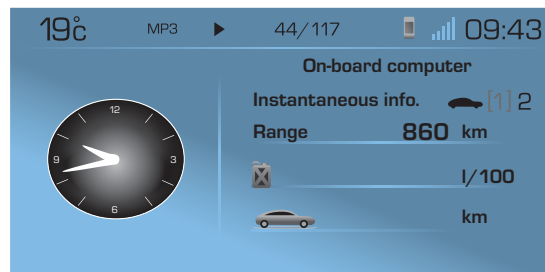 19°c MP3 44/117 09:43
On-board computer
Instantaneous info. [1] 2
Range 860 km
l/100
km
12
9 3
6